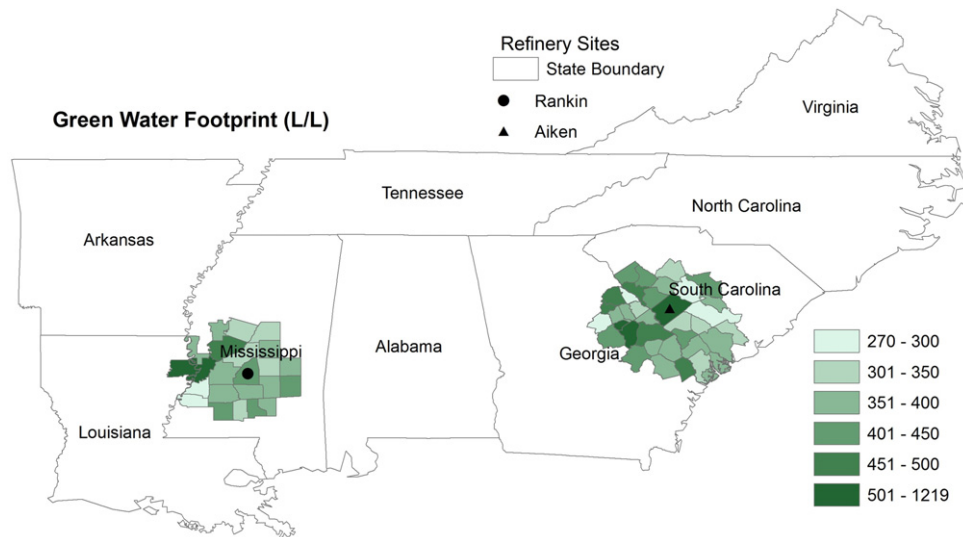 Refinery Sites
State Boundary
Rankin
Aiken
Green Water Footprint (L/L)
Virginia
Tennessee
North Carolina
Arkansas
South Carolina
Mississippi
Alabama
Georgia
Louisiana
270 - 300
301 - 350
351 - 400
401 - 450
451 - 500
501 - 1219